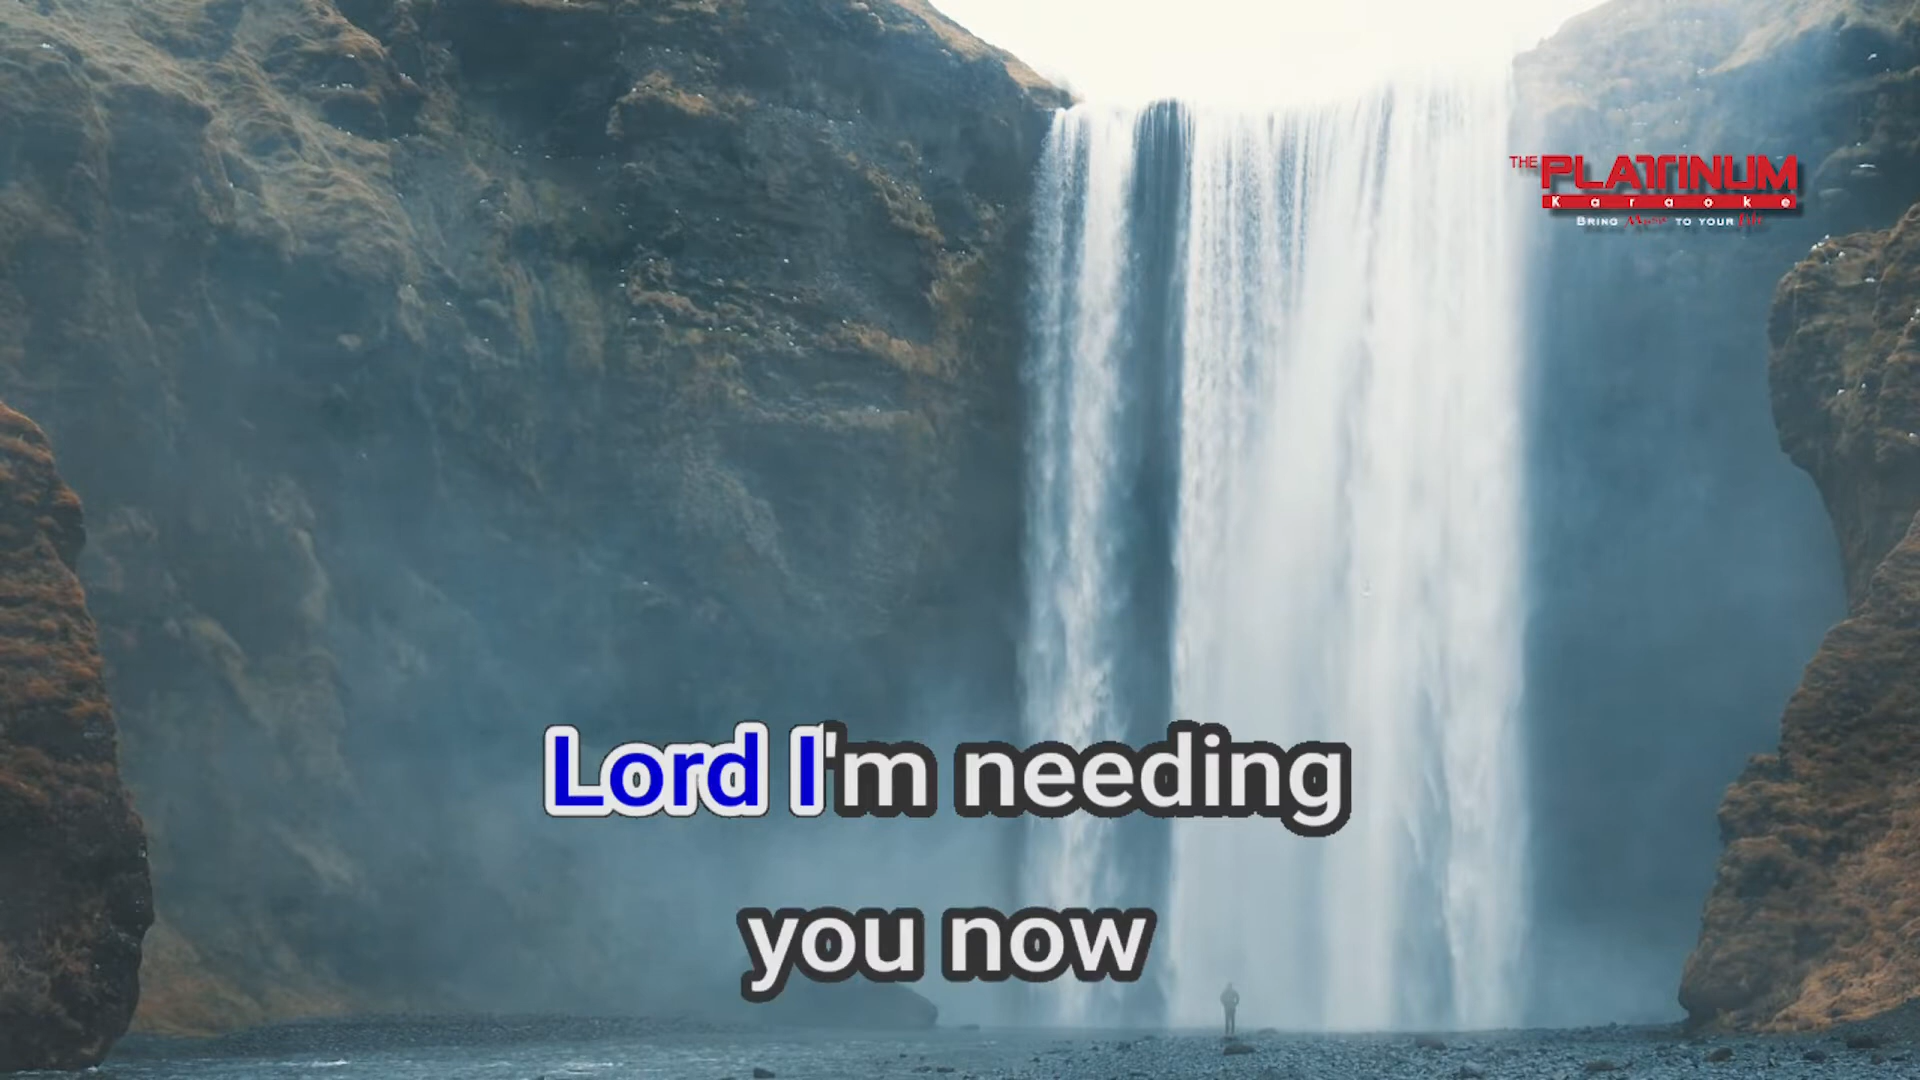 THE PLATINUM
Karaoke
BRING Music TO YOUR life
Lord I'm needing
you now